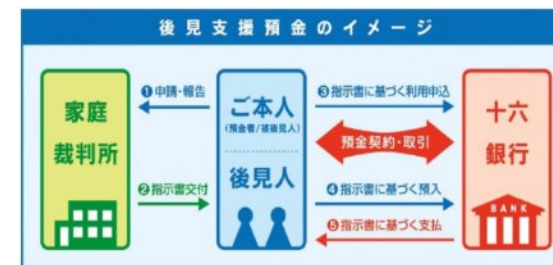 後見支援預金のイメージ
家庭
裁判所
❶申請・報告
❷指示書交付
ご本人
(預金者/被後見人)
後見人
❸指示書に基づく利用申込
預金契約・取引
❹指示書に基づく預入
❺指示書に基づく支払
十六
銀行
BANK